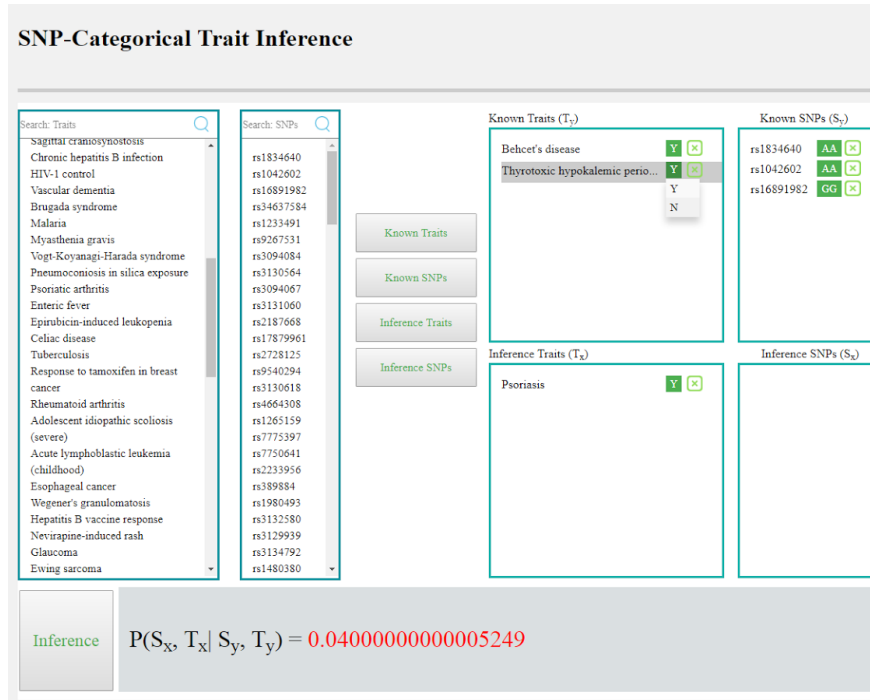 SNP-Categorical Trait Inference
Search: Traits
Sagittal craniosynostosis
Chronic hepatitis B infection
HIV-1 control
Vascular dementia
Brugada syndrome
Malaria
Myasthenia gravis
Vogt-Koyanagi-Harada syndrome
Pneumoconiosis in silica exposure
Psoriatic arthritis
Enteric fever
Epirubicin-induced leukopenia
Celiac disease
Tuberculosis
Response to tamoxifen in breast
cancer
Rheumatoid arthritis
Adolescent idiopathic scoliosis
(severe)
Acute lymphoblastic leukemia
(childhood)
Esophageal cancer
Wegener's granulomatosis
Hepatitis B vaccine response
Nevirapine-induced rash
Glaucoma
Ewing sarcoma
Search: SNPs
rs1834640
rs1042602
rs16891982
rs34637584
rs1233491
rs9267531
rs3094084
rs3130564
rs3094067
rs3131060
rs2187668
rs17879961
rs2728125
rs9540294
rs3130618
rs4664308
rs1265159
rs7775397
rs7750641
rs2233956
rs389884
rs1980493
rs3132580
rs3129939
rs3134792
rs1480380
Known Traits
Known SNPs
Inference Traits
Inference SNPs
Known Traits (Ty)
Behcet's disease Y
Thyrotoxic hypokalemic perio... Y
Y
N
Known SNPs (Sy)
rs1834640 AA
rs1042602 AA
rs16891982 GG
Inference Traits (Tx)
Psoriasis Y
Inference SNPs (Sx)
Inference
P(Sx, Tx| Sy, Ty) = 0.04000000000005249